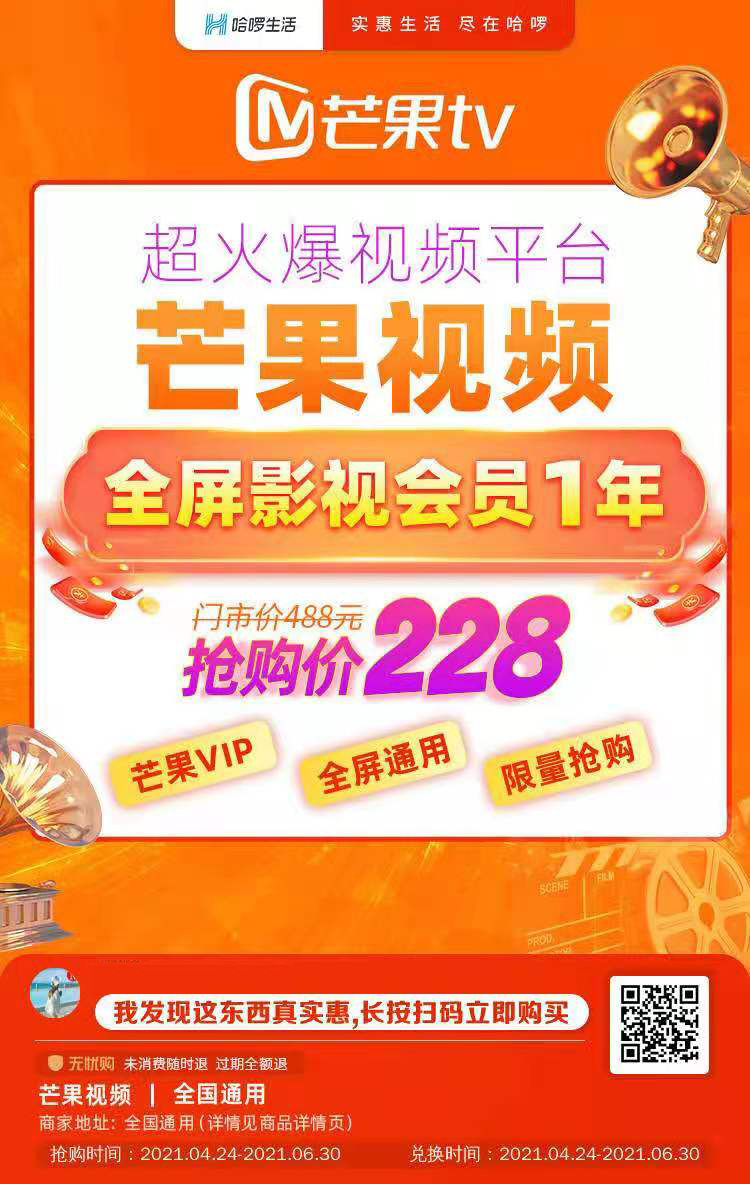 哈啰生活 实惠生活 尽在哈啰
芒果tv
超火爆视频平台
芒果视频
全屏影视会员1年
门市价488元
抢购价228
芒果VIP 全屏通用 限量抢购
SCENE FILM
PROD.
我发现这东西真实惠,长按扫码立即购买
无忧购 未消费随时退 过期全额退
芒果视频 | 全国通用
商家地址: 全国通用 (详情见商品详情页)
抢购时间：2021.04.24-2021.06.30 兑换时间：2021.04.24-2021.06.30